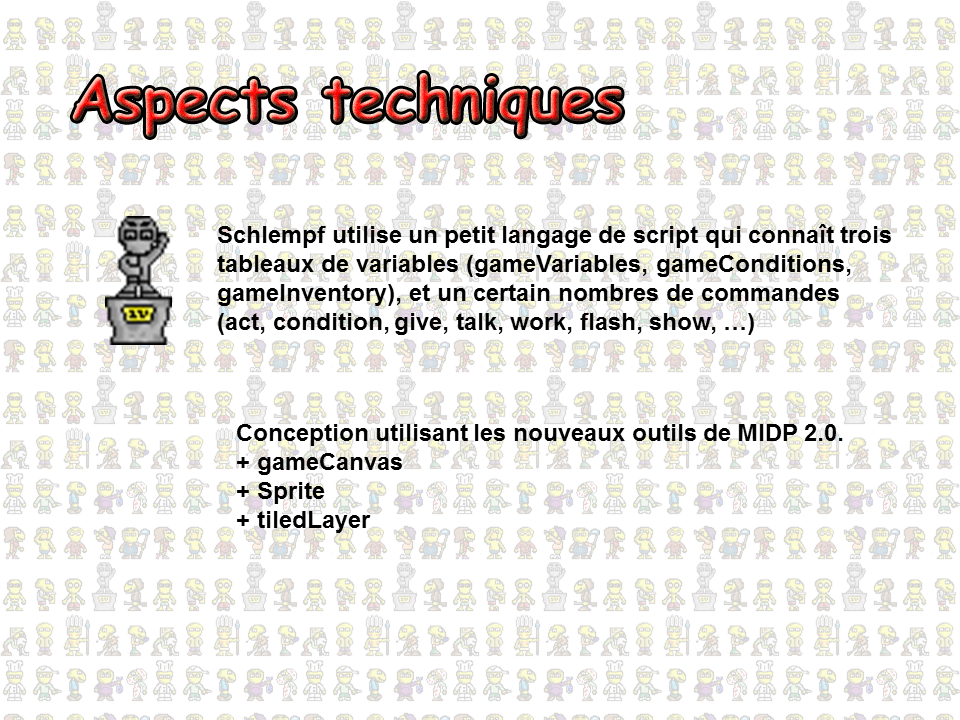 Aspects techniques
Schlempf utilise un petit langage de script qui connaît trois
tableaux de variables (gameVariables, gameConditions,
gameInventory), et un certain nombres de commandes
(act, condition, give, talk, work, flash, show, …)
Conception utilisant les nouveaux outils de MIDP 2.0.
+ gameCanvas
+ Sprite
+ tiledLayer